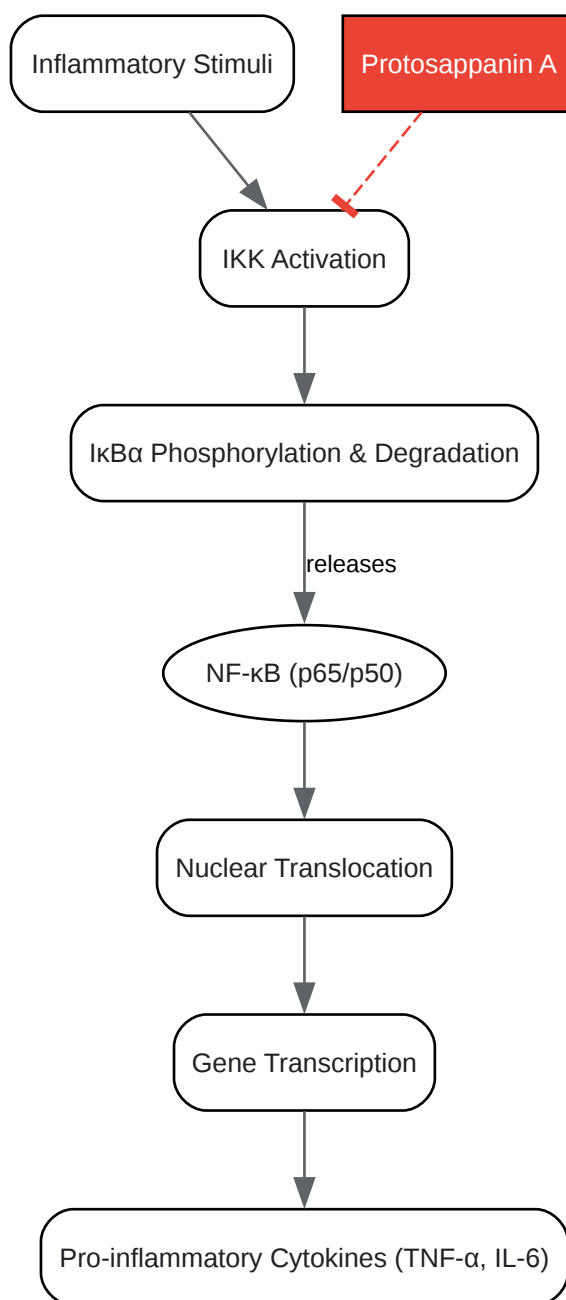 Inflammatory Stimuli
Protosappanin A
IKK Activation
IκBα Phosphorylation & Degradation
releases
NF-κB (p65/p50)
Nuclear Translocation
Gene Transcription
Pro-inflammatory Cytokines (TNF-α, IL-6)